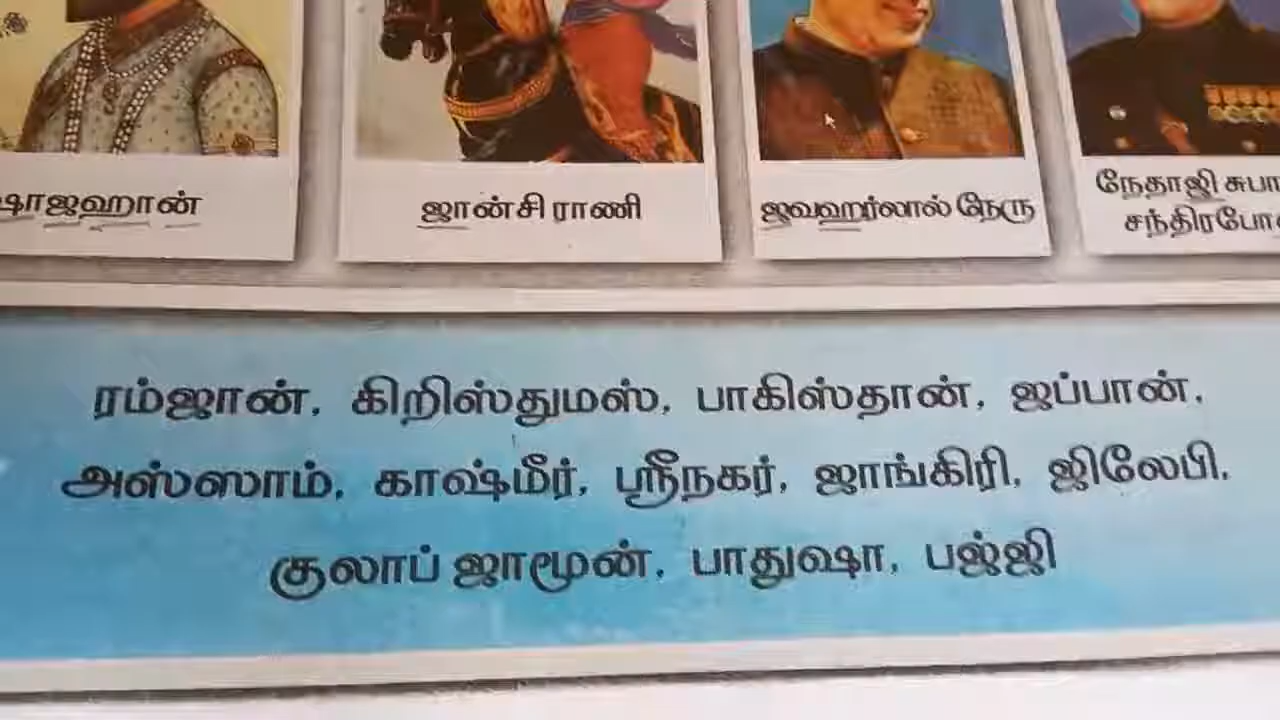 ஷாஜஹான்
ஜான்சி ராணி
ஜவஹர்லால் நேரு
நேதாஜி
ரம்ஜான், கிறிஸ்துமஸ், பாகிஸ்தான், ஜப்பான்,
அஸ்ஸாம், காஷ்மீர், ஸ்ரீநகர், ஜாங்கிரி, ஜிலேபி,
குலாப் ஜாமூன், பாதுஷா, பஜ்ஜி